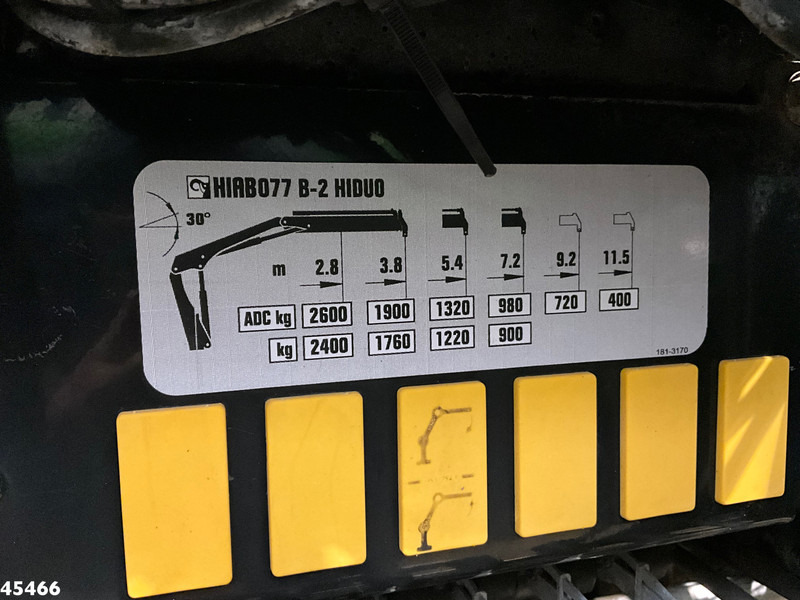 HIAB077 B-2 HIDUO
30°
m 2.8 3.8 5.4 7.2 9.2 11.5
ADC kg 2600 1900 1320 980 720 400
kg 2400 1760 1220 900
181-3170
45466